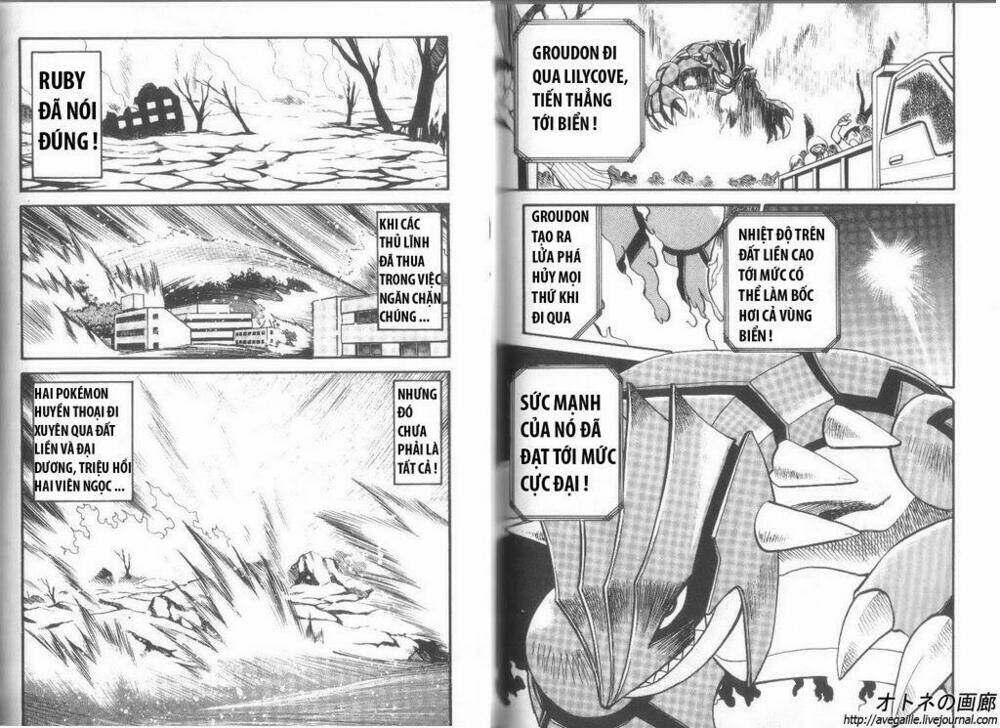 GROUDON ĐI
QUA LILYCOVE,
TIẾN THẲNG
TỚI BIỂN !
NHIỆT ĐỘ TRÊN
ĐẤT LIỀN CAO
TỚI MỨC CÓ
THỂ LÀM BỐC
HƠI CẢ VÙNG
BIỂN !
GROUDON
TẠO RA
LỬA PHÁ
HỦY MỌI
THỨ KHI
ĐI QUA
SỨC MẠNH
CỦA NÓ ĐÃ
ĐẠT TỚI MỨC
CỰC ĐẠI !
RUBY
ĐÃ NÓI
ĐÚNG !
KHI CÁC
THỦ LĨNH
ĐÃ THUA
TRONG VIỆC
NGĂN CHẶN
CHÚNG ...
NHƯNG
ĐÓ
CHƯA
PHẢI LÀ
TẤT CẢ !
HAI POKÉMON
HUYỀN THOẠI ĐI
XUYÊN QUA ĐẤT
LIỀN VÀ ĐẠI
DƯƠNG, TRIỆU HỒI
HAI VIÊN NGỌC ...
オトネの画廊
http://avegaille.livejournal.com